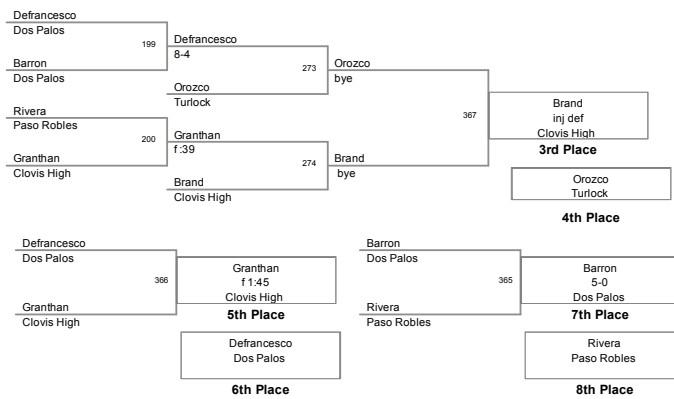 Defrancesco
Dos Palos
199
Defrancesco
8-4
Barron
Dos Palos
273
Orozco
bye
Orozco
Turlock
Rivera
Paso Robles
367
Brand
inj def
Clovis High
3rd Place
200
Granthan
f :39
Granthan
Clovis High
274
Brand
bye
Brand
Clovis High
Orozco
Turlock
4th Place
Defrancesco
Dos Palos
366
Granthan
f 1:45
Clovis High
5th Place
Granthan
Clovis High
Defrancesco
Dos Palos
6th Place
Barron
Dos Palos
365
Barron
5-0
Dos Palos
7th Place
Rivera
Paso Robles
Rivera
Paso Robles
8th Place